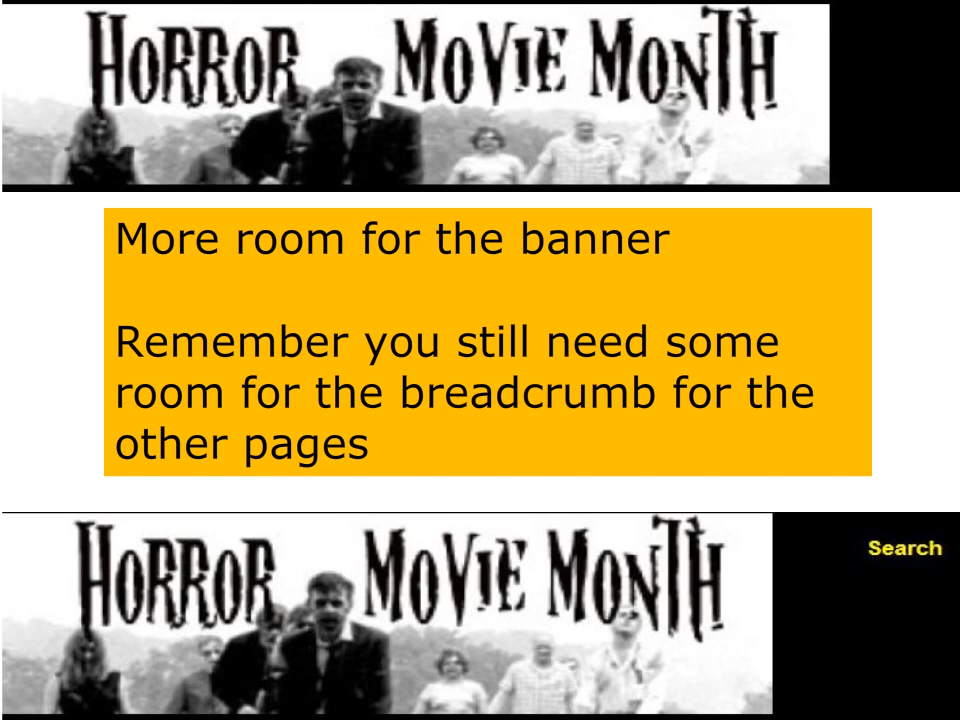 HORROR MOVIE MONTH
More room for the banner
Remember you still need some
room for the breadcrumb for the
other pages
HORROR MOVIE MONTH
Search